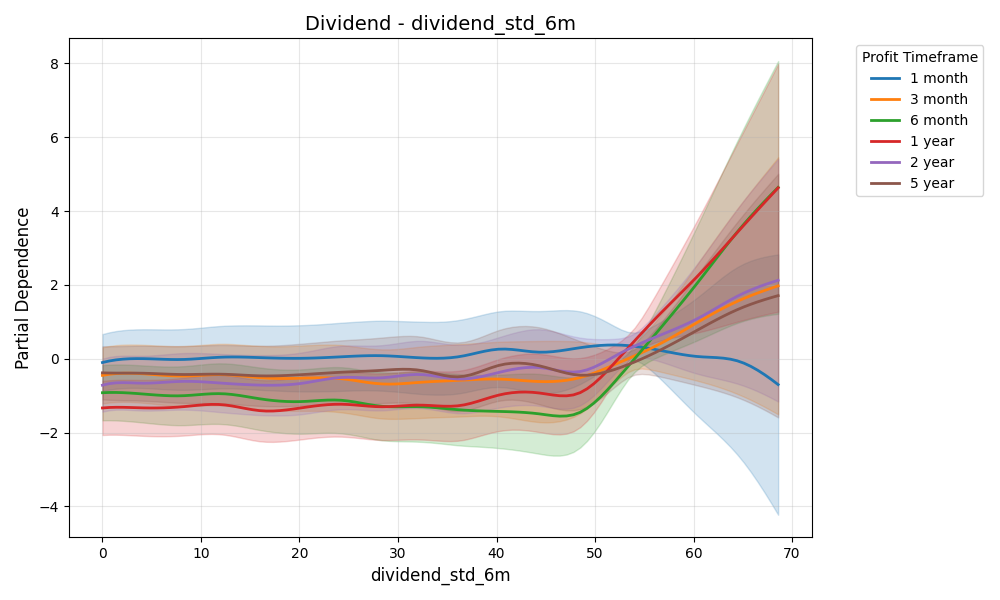 Dividend - dividend_std_6m
Partial Dependence
8
6
4
2
0
−2
−4
0 10 20 30 40 50 60 70
dividend_std_6m
Profit Timeframe
1 month
3 month
6 month
1 year
2 year
5 year